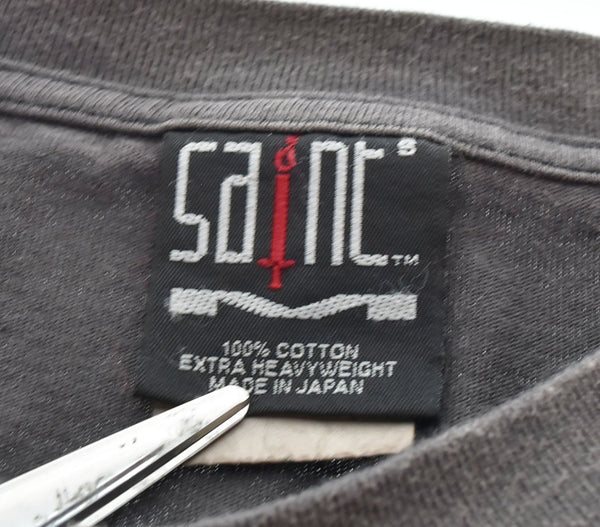 saint s
TM
100% COTTON
EXTRA HEAVYWEIGHT
MADE IN JAPAN